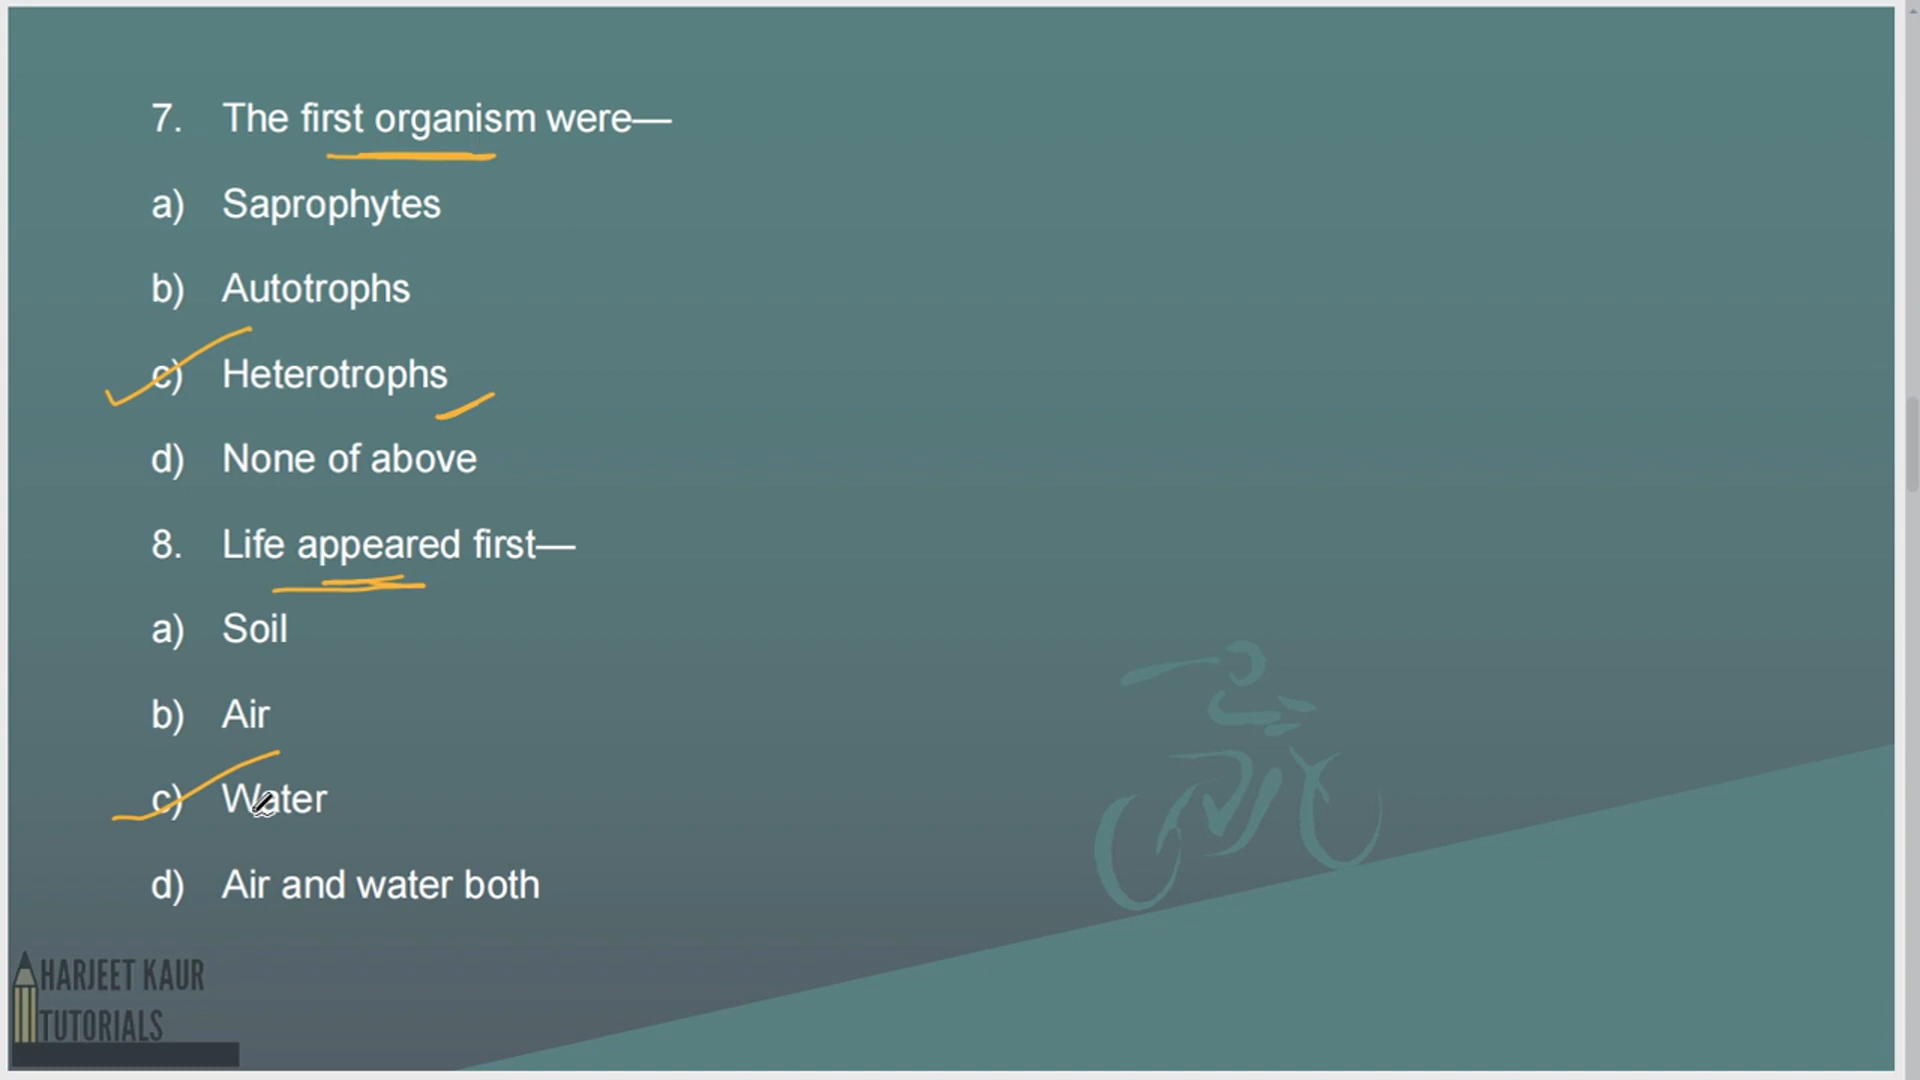 7. The first organism were—
a) Saprophytes
b) Autotrophs
c) Heterotrophs
d) None of above
8. Life appeared first—
a) Soil
b) Air
c) Water
d) Air and water both
HARJEET KAUR
TUTORIALS